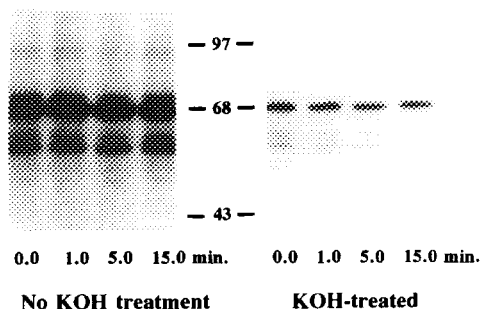 — 97 —
— 68 —
— 43 —
0.0 1.0 5.0 15.0 min. 0.0 1.0 5.0 15.0 min.
No KOH treatment KOH-treated